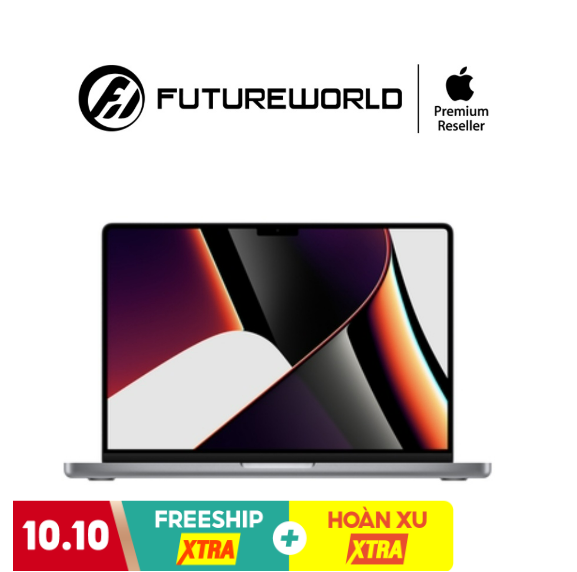 FUTUREWORLD
Premium
Reseller
10.10
FREESHIP
XTRA
+
HOÀN XU
XTRA